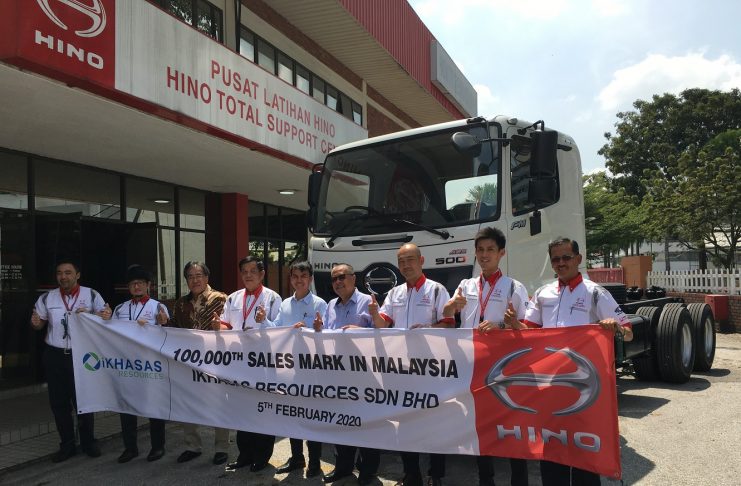 HINO
PUSAT LATIHAN HINO
HINO TOTAL SUPPORT CE
500
HINO
iKHASAS
RESOURCES
100,000TH SALES MARK IN MALAYSIA
IKHASAS RESOURCES SDN BHD
5TH FEBRUARY 2020
HINO